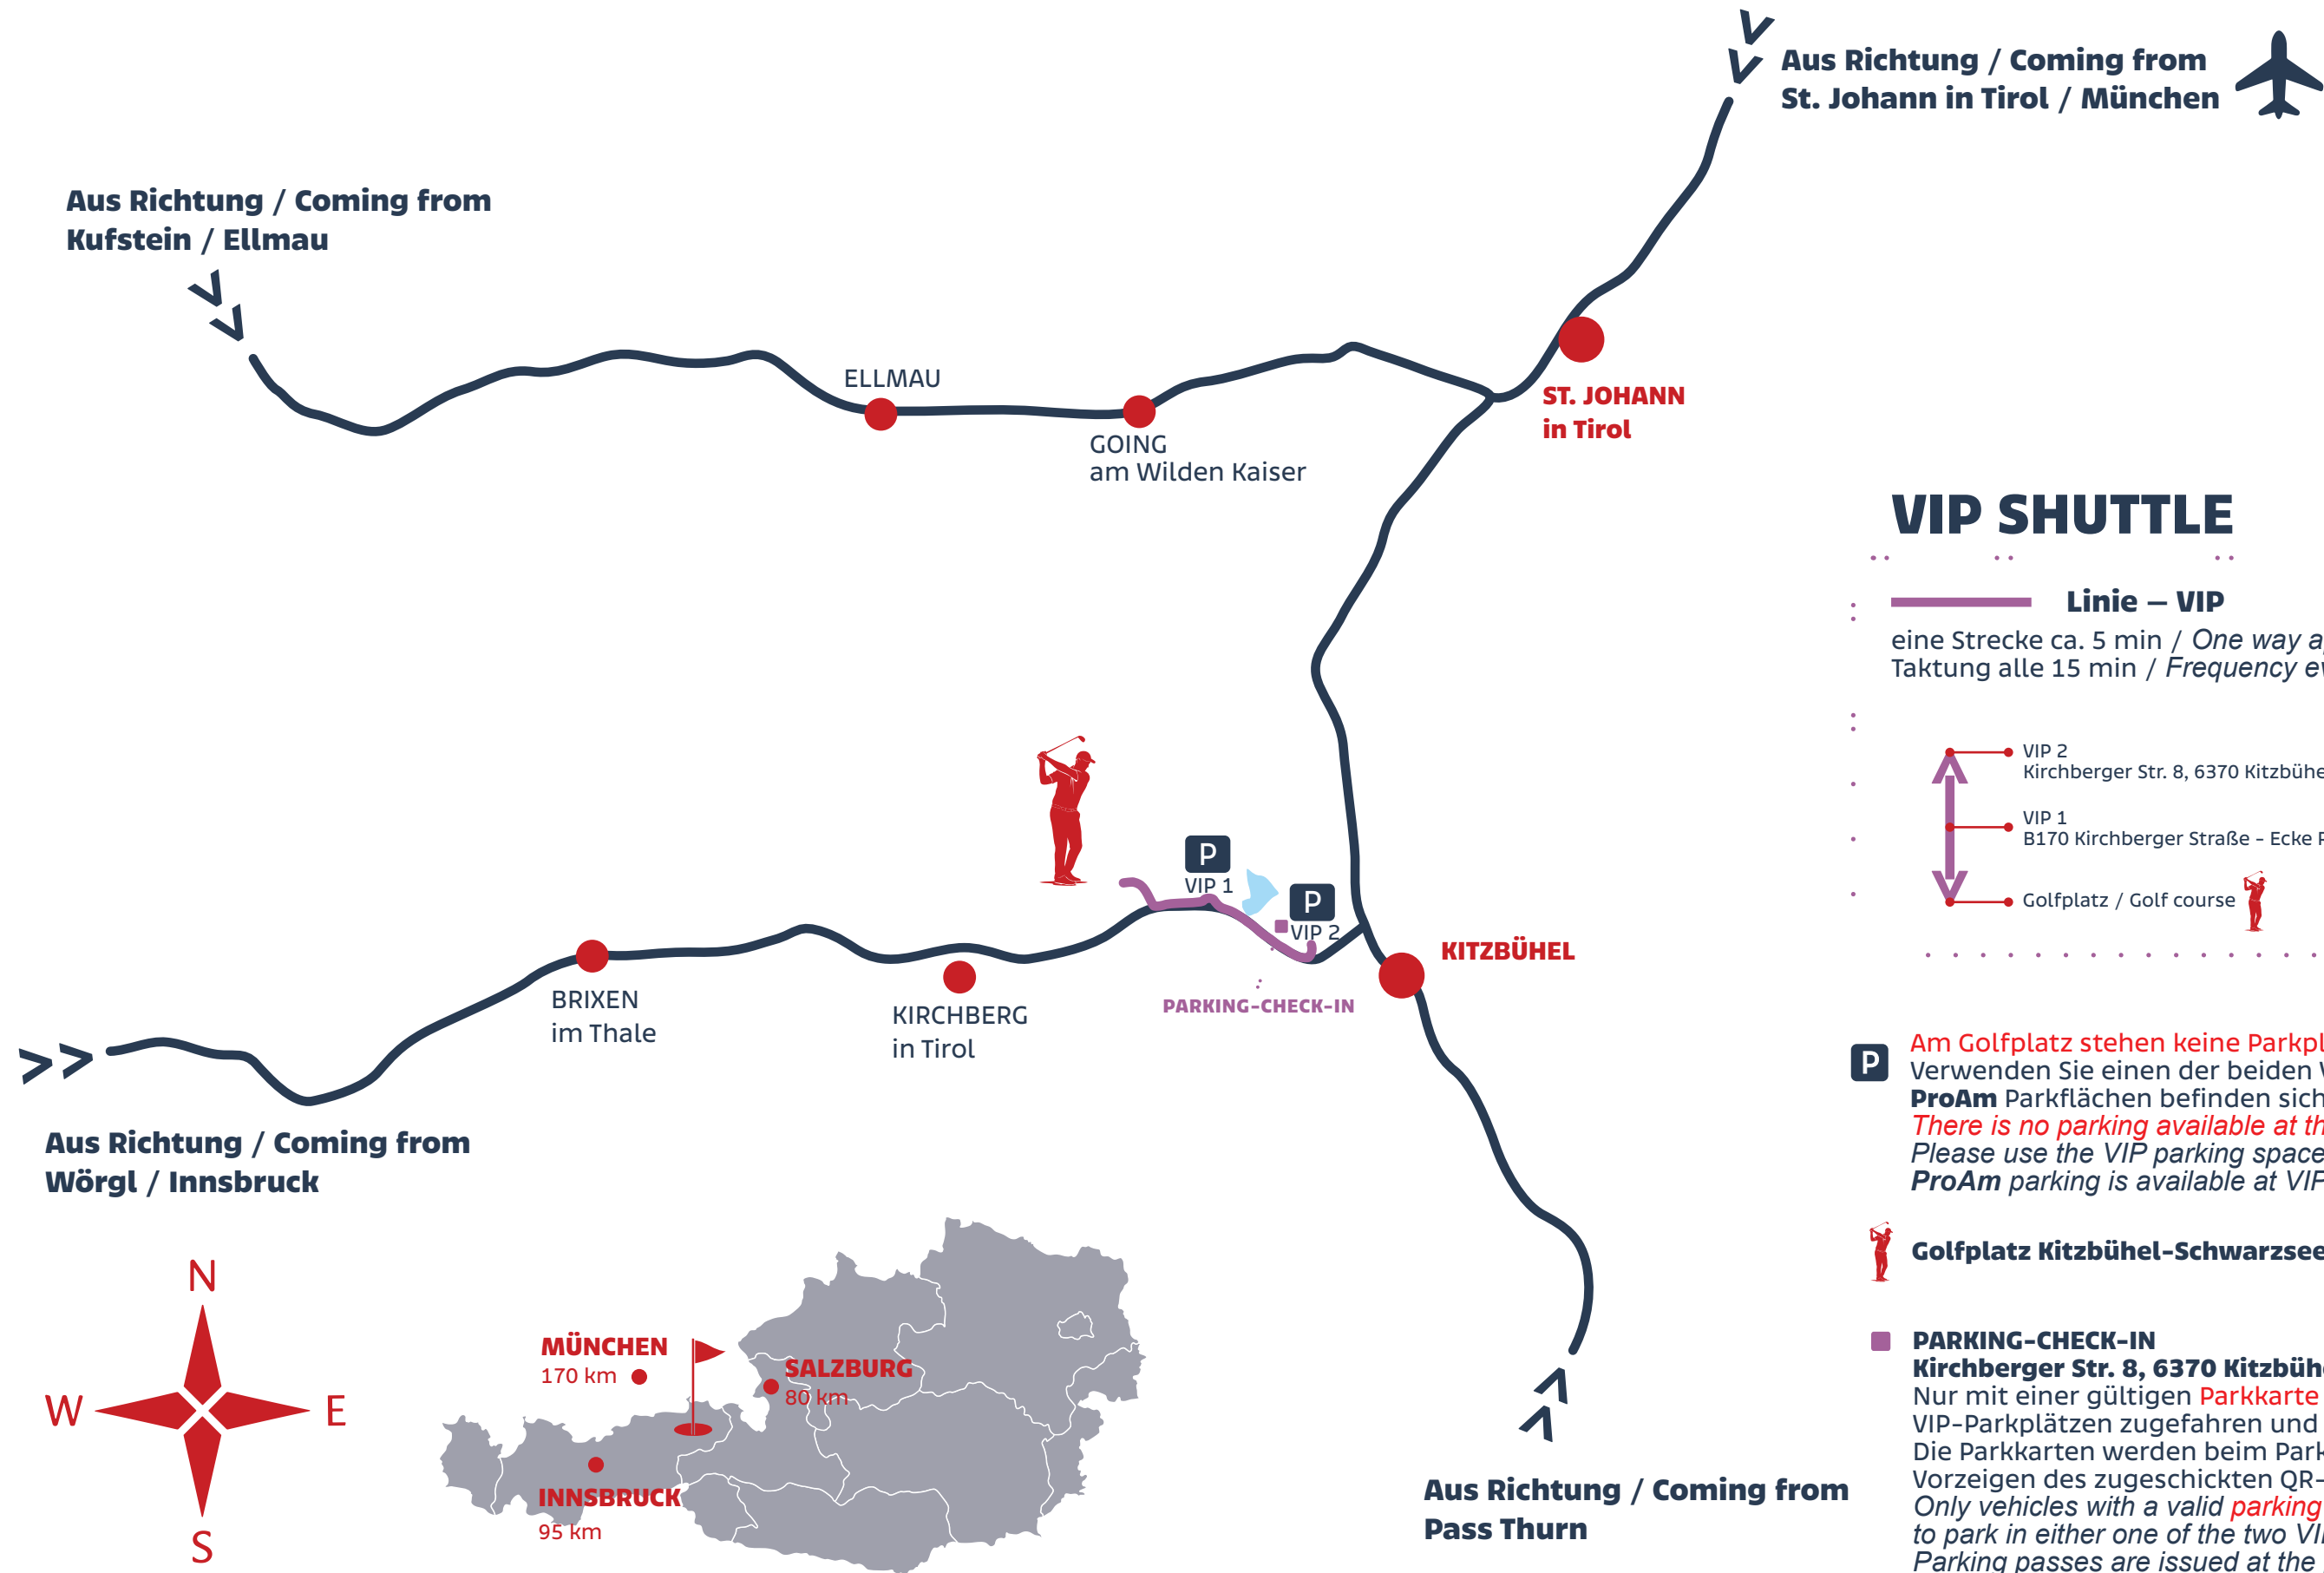 Aus Richtung / Coming from
St. Johann in Tirol / München
Aus Richtung / Coming from
Kufstein / Ellmau
ELLMAU
GOING
am Wilden Kaiser
ST. JOHANN
in Tirol
VIP SHUTTLE
Linie – VIP
eine Strecke ca. 5 min / One way
Taktung alle 15 min / Frequency
VIP 2
Kirchberger Str. 8, 6370
VIP 1
B170 Kirchberger Straße - Ecke
Golfplatz / Golf course
P
VIP 1
P
VIP 2
KITZBÜHEL
PARKING-CHECK-IN
BRIXEN
im Thale
KIRCHBERG
in Tirol
Aus Richtung / Coming from
Wörgl / Innsbruck
P
Am Golfplatz stehen keine
Verwenden Sie einen der beiden
ProAm Parkflächen befinden sich
There is no parking available at
Please use the VIP parking
ProAm parking is available at VIP
Golfplatz Kitzbühel-Schwarzsee
PARKING-CHECK-IN
Kirchberger Str. 8, 6370
Nur mit einer gültigen Parkkarte
VIP-Parkplätzen zugefahren und
Die Parkkarten werden beim
Vorzeigen des zugeschickten QR-
Only vehicles with a valid parking
to park in either one of the two
Parking passes are issued at the
Aus Richtung / Coming from
Pass Thurn
N
W
E
S
MÜNCHEN
170 km
SALZBURG
80 km
INNSBRUCK
95 km